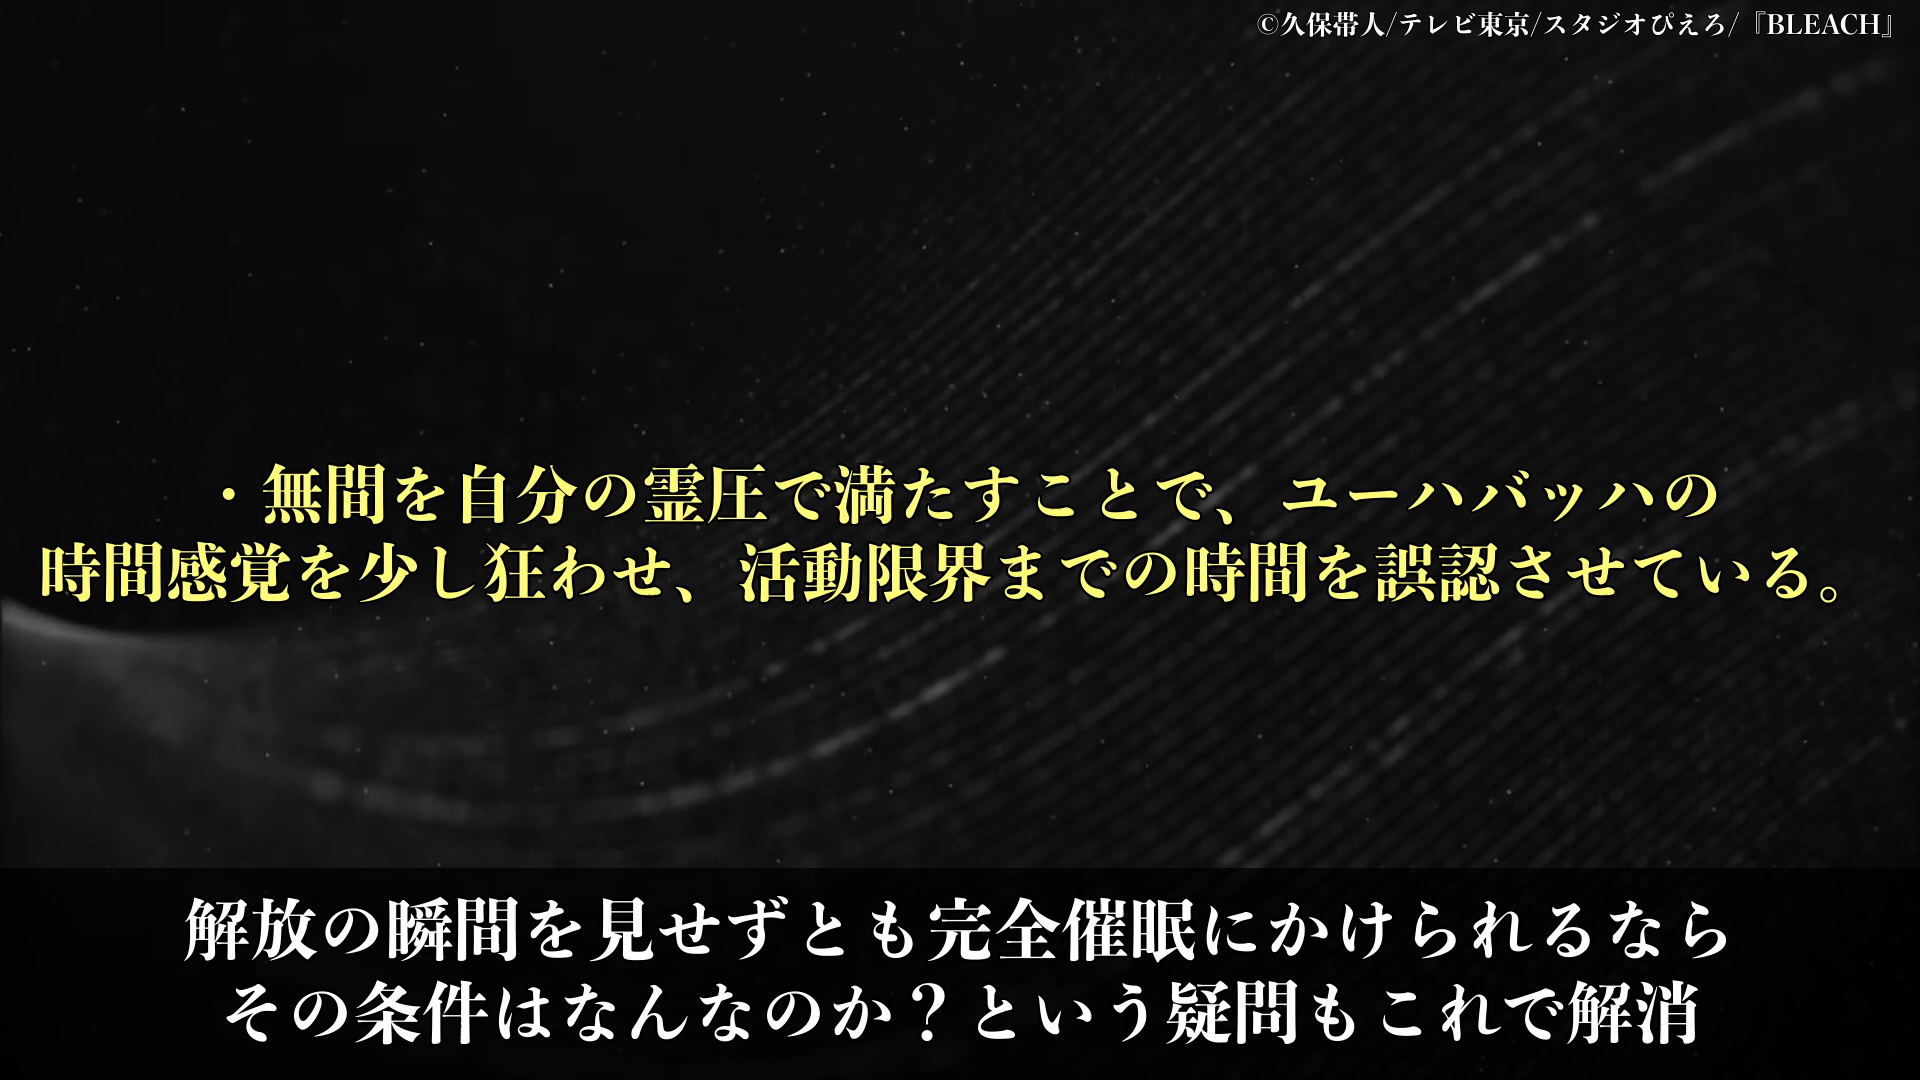 ©久保帯人/テレビ東京/スタジオぴえろ/『BLEACH』
・無間を自分の霊圧で満たすことで、ユーハバッハの
時間感覚を少し狂わせ、活動限界までの時間を誤認させている。
解放の瞬間を見せずとも完全催眠にかけられるなら
その条件はなんなのか？という疑問もこれで解消